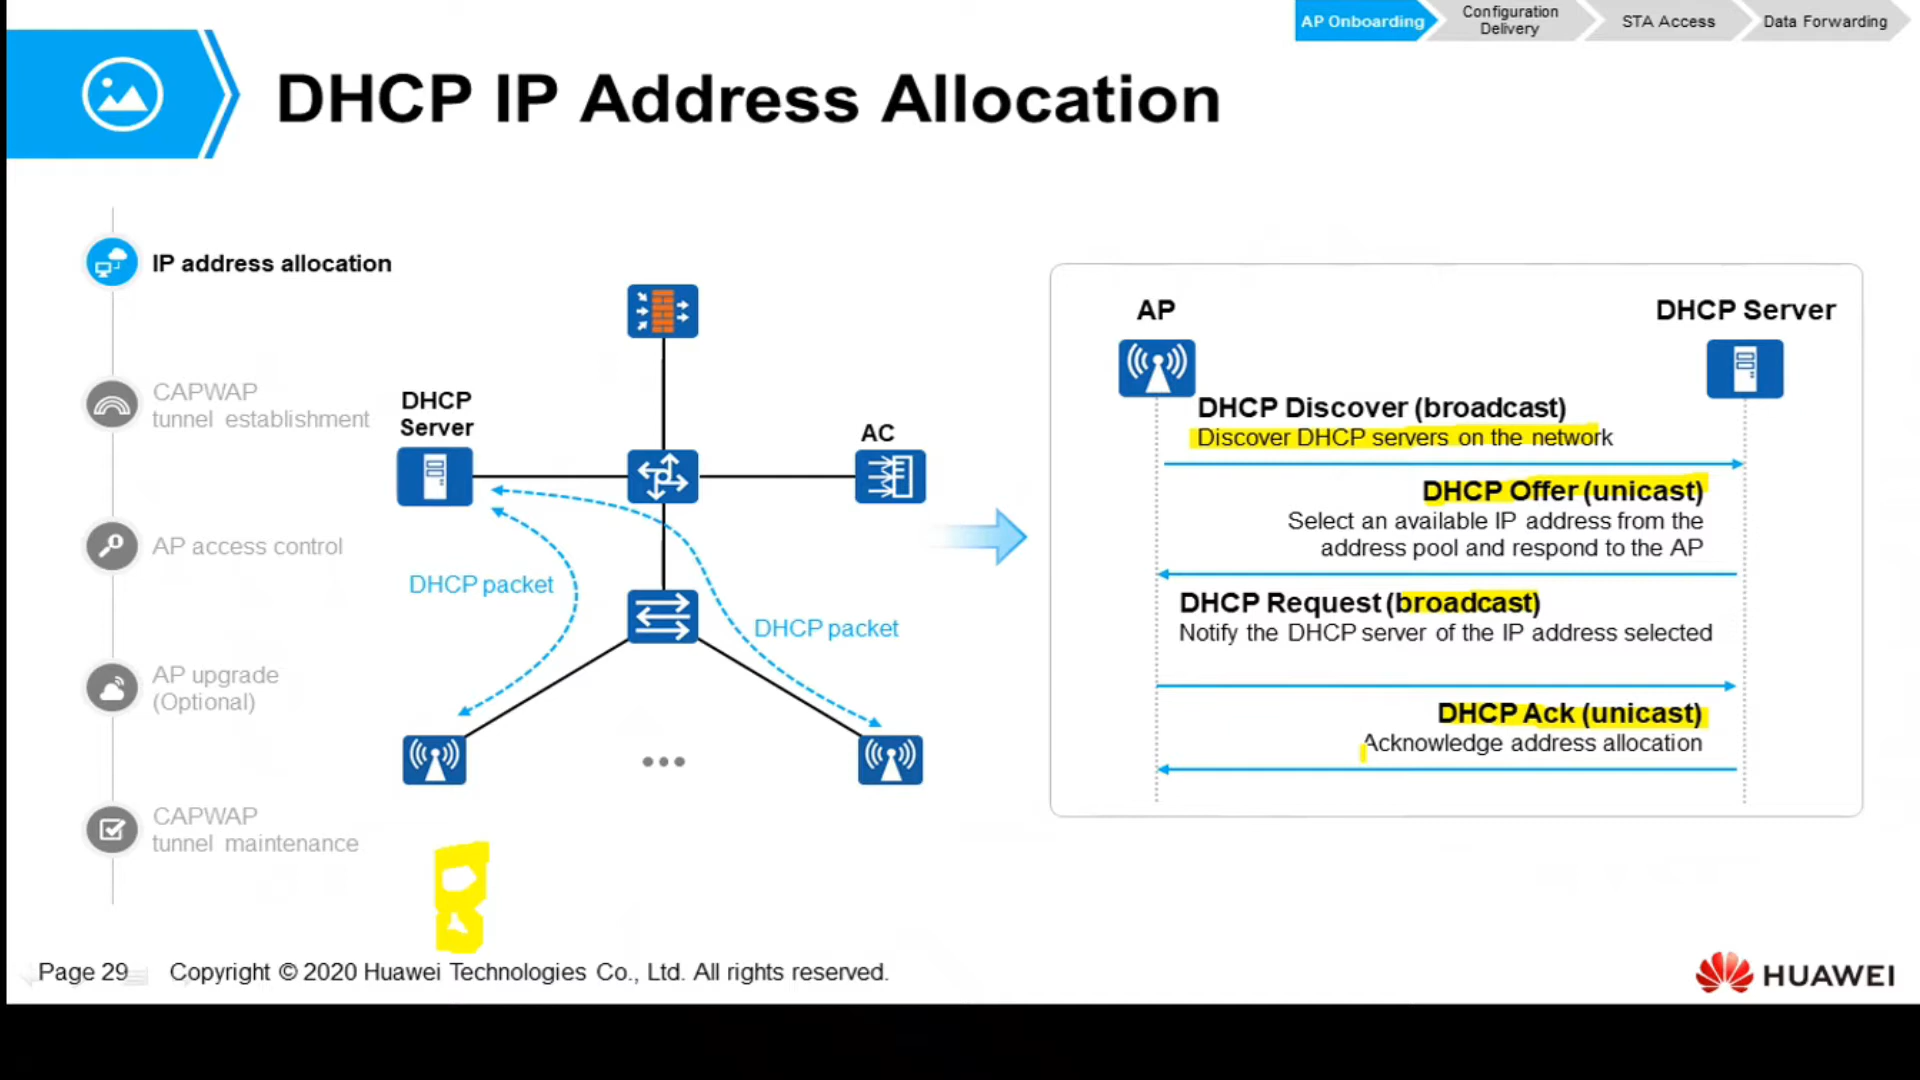 AP Onboarding
Configuration
Delivery
STA Access
Data Forwarding
DHCP IP Address Allocation
IP address allocation
CAPWAP
tunnel establishment
AP access control
AP upgrade
(Optional)
CAPWAP
tunnel maintenance
DHCP
Server
AC
DHCP packet
DHCP packet
AP
DHCP Server
DHCP Discover (broadcast)
Discover DHCP servers on the network
DHCP Offer (unicast)
Select an available IP address from the
address pool and respond to the AP
DHCP Request (broadcast)
Notify the DHCP server of the IP address selected
DHCP Ack (unicast)
Acknowledge address allocation
Page 29
Copyright © 2020 Huawei Technologies Co., Ltd. All rights reserved.
HUAWEI